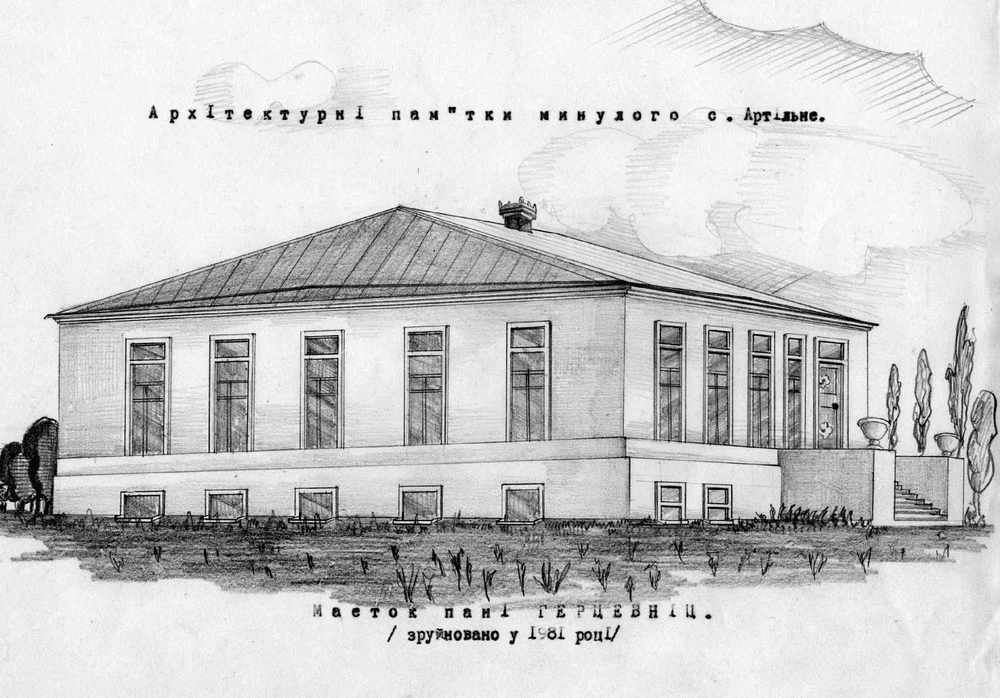 АрхІтектурнІ пам"тки минулого с. Артільне.
Маеток панІ ГЕРЦЕВНІЦ.
/ зруйновано у 1981 роцІ/